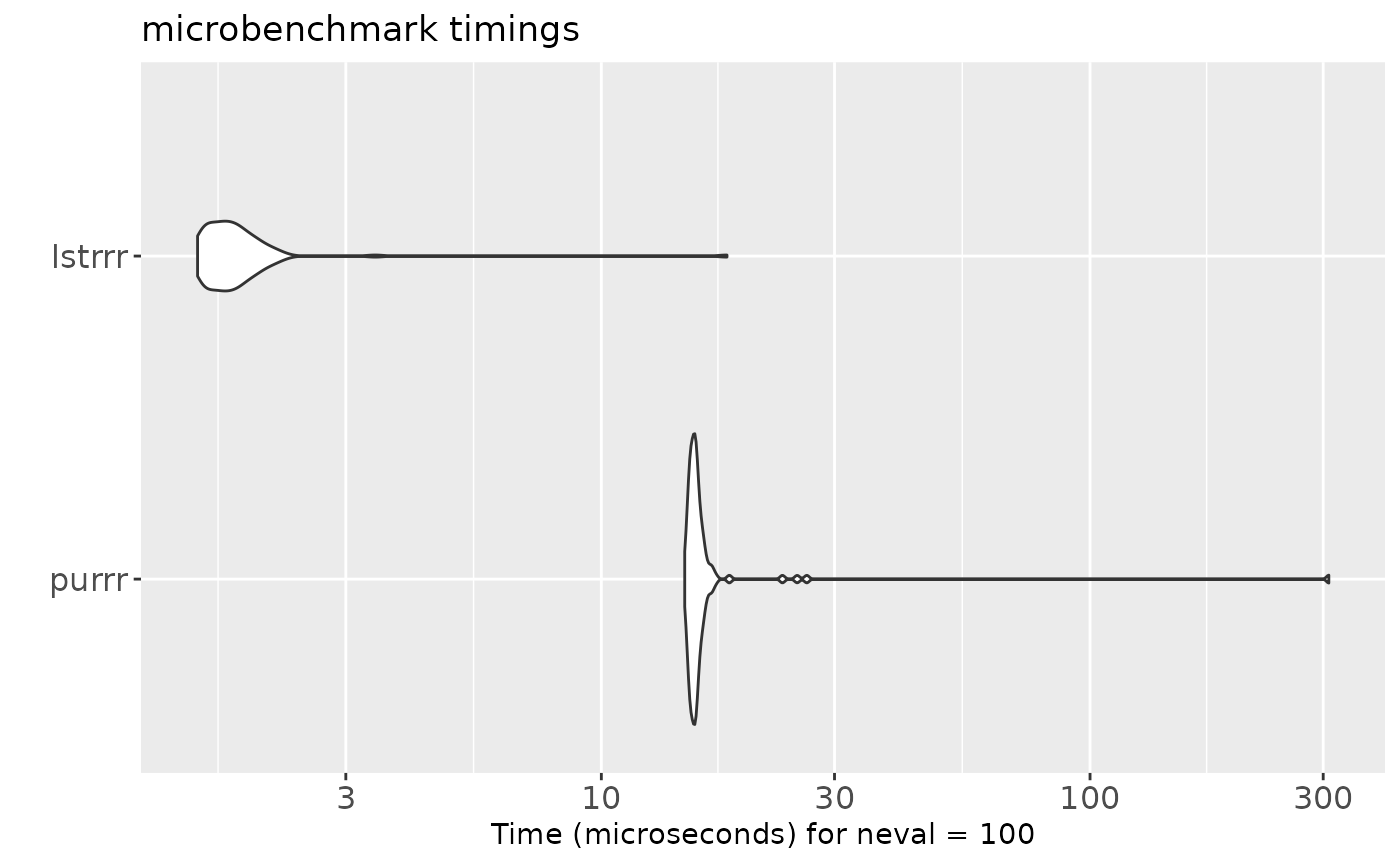 microbenchmark timings
lstrrr
purrr
3 10 30 100 300
Time (microseconds) for neval = 100